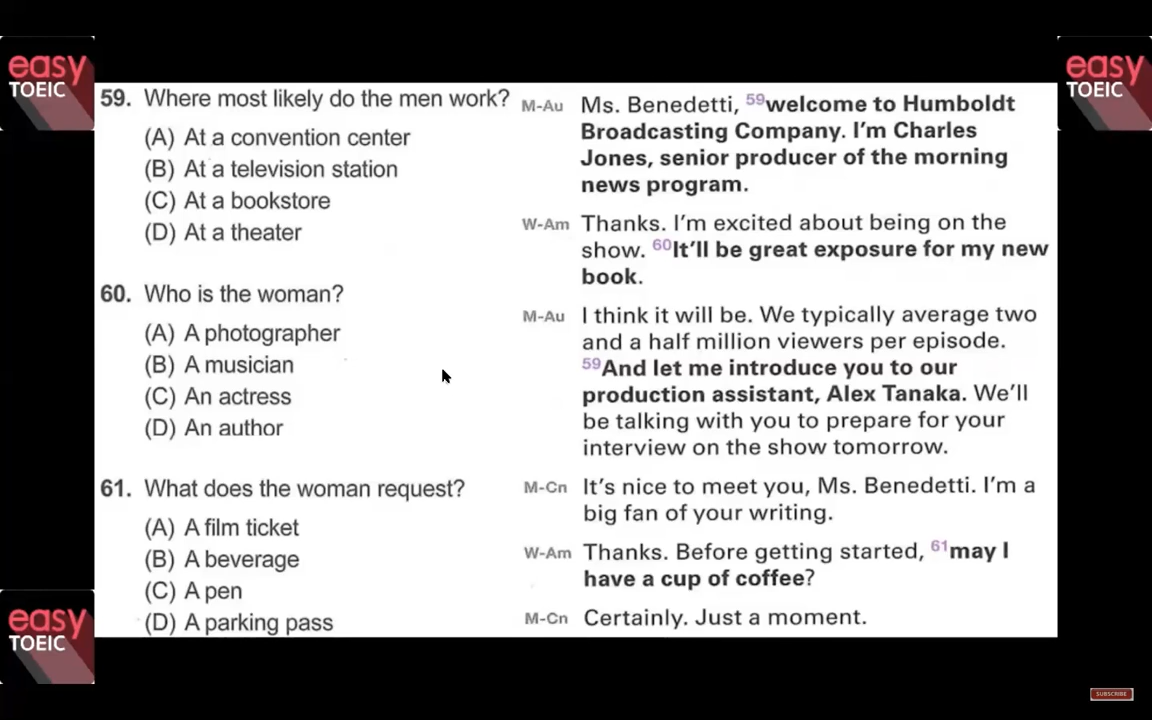 easy
TOEIC
easy
TOEIC
59. Where most likely do the men work?
(A) At a convention center
(B) At a television station
(C) At a bookstore
(D) At a theater
60. Who is the woman?
(A) A photographer
(B) A musician
(C) An actress
(D) An author
61. What does the woman request?
(A) A film ticket
(B) A beverage
(C) A pen
(D) A parking pass
M-Au Ms. Benedetti, 59welcome to Humboldt
Broadcasting Company. I'm Charles
Jones, senior producer of the morning
news program.
W-Am Thanks. I'm excited about being on the
show. 60It'll be great exposure for my new
book.
M-Au I think it will be. We typically average two
and a half million viewers per episode.
59And let me introduce you to our
production assistant, Alex Tanaka. We'll
be talking with you to prepare for your
interview on the show tomorrow.
M-Cn It's nice to meet you, Ms. Benedetti. I'm a
big fan of your writing.
W-Am Thanks. Before getting started, 61may I
have a cup of coffee?
M-Cn Certainly. Just a moment.
easy
TOEIC
SUBSCRIBE